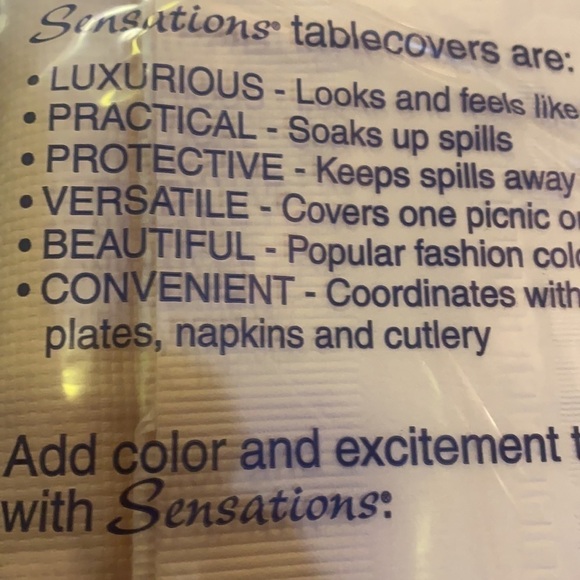 Sensations® tablecovers are:
• LUXURIOUS - Looks and feels like
• PRACTICAL - Soaks up spills
• PROTECTIVE - Keeps spills away
• VERSATILE - Covers one picnic
• BEAUTIFUL - Popular fashion
• CONVENIENT - Coordinates with
plates, napkins and cutlery
Add color and excitement
with Sensations®.